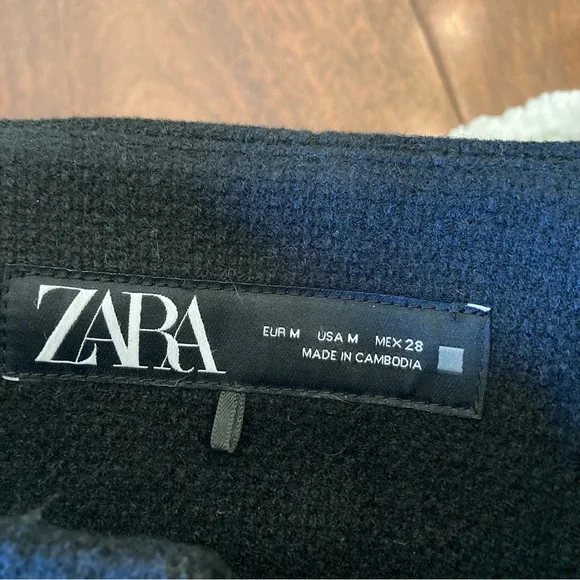 ZARA
EUR M USA M MEX 28
MADE IN CAMBODIA